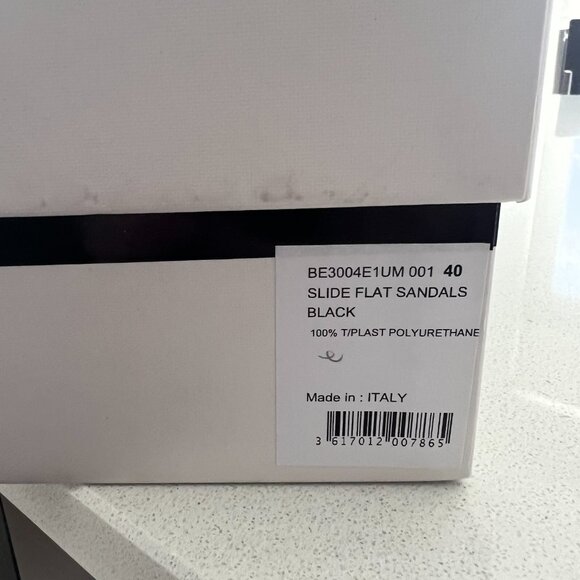 BE3004E1UM 001 40
SLIDE FLAT SANDALS
BLACK
100% T/PLAST POLYURETHANE
Made in : ITALY
3 617012 007865